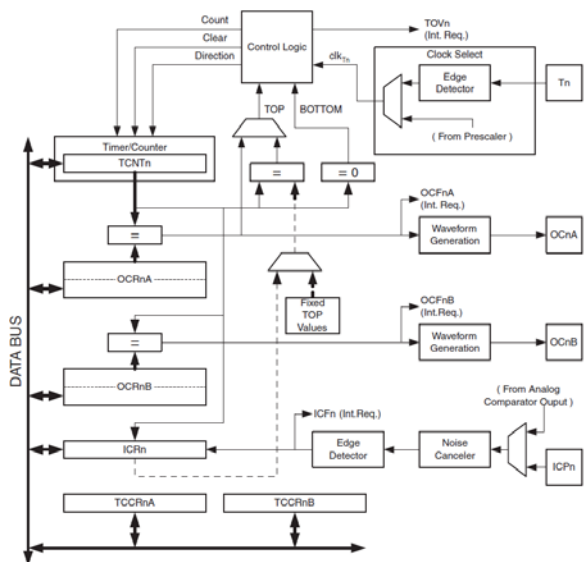 Count
Clear
Direction
Control Logic
TOVn
(Int. Req.)
clkTn
Clock Select
Edge
Detector
Tn
( From Prescaler )
TOP
BOTTOM
Timer/Counter
TCNTn
=
= 0
=
OCRnA
OCFnA
(Int. Req.)
Waveform
Generation
OCnA
Fixed
TOP
Values
=
OCRnB
OCFnB
(Int.Req.)
Waveform
Generation
OCnB
DATA BUS
( From Analog
Comparator Ouput )
ICFn (Int.Req.)
ICRn
Edge
Detector
Noise
Canceler
ICPn
TCCRnA
TCCRnB